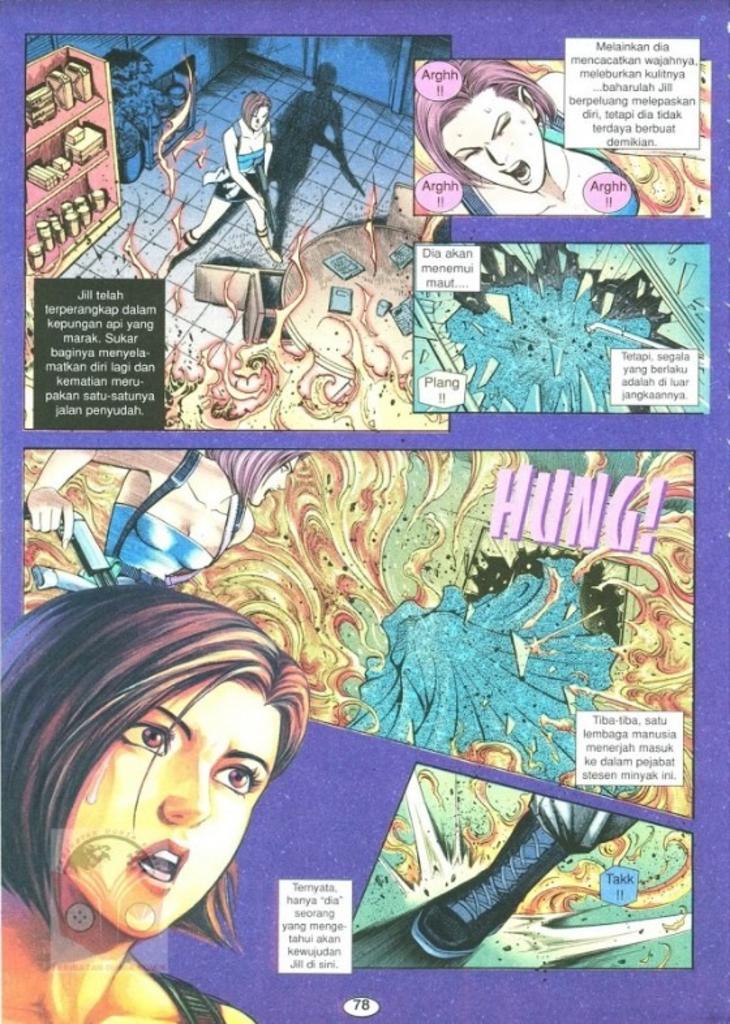 Jill telah
terperangkap dalam
kepungan api yang
marak. Sukar
baginya menyela-
matkan diri lagi dan
kematian meru-
pakan satu-satunya
jalan penyudah.
Arghh
!!
Melainkan dia
mencacatkan wajahnya,
meleburkan kulitnya
...baharulah Jill
berpeluang melepaskan
diri, tetapi dia tidak
terdaya berbuat
demikian.
Arghh
!!
Arghh
!!
Dia akan
menemui
maut....
Plang
!!
Tetapi, segala
yang berlaku
adalah di luar
jangkaannya.
HUNG!
Tiba-tiba, satu
lembaga manusia
menerjah masuk
ke dalam pejabat
stesen minyak ini.
Takk
!!
Ternyata,
hanya "dia"
seorang
yang menge-
tahui akan
kewujudan
Jill di sini.
78